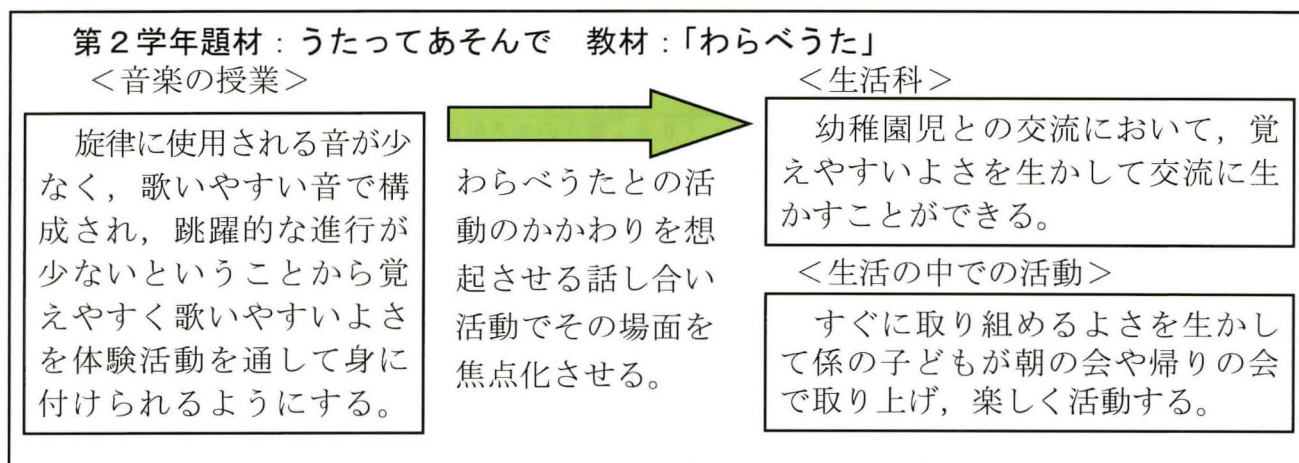 第２学年題材：うたってあそんで　教材：「わらべうた」
＜音楽の授業＞
旋律に使用される音が少
なく，歌いやすい音で構
成され，跳躍的な進行が
少ないということから覚
えやすく歌いやすいよさ
を体験活動を通して身に
付けられるようにする。
わらべうたとの活
動のかかわりを想
起させる話し合い
活動でその場面を
焦点化させる。
＜生活科＞
幼稚園児との交流において，覚
えやすいよさを生かして交流に生
かすことができる。
＜生活の中での活動＞
すぐに取り組めるよさを生かし
て係の子どもが朝の会や帰りの会
で取り上げ，楽しく活動する。